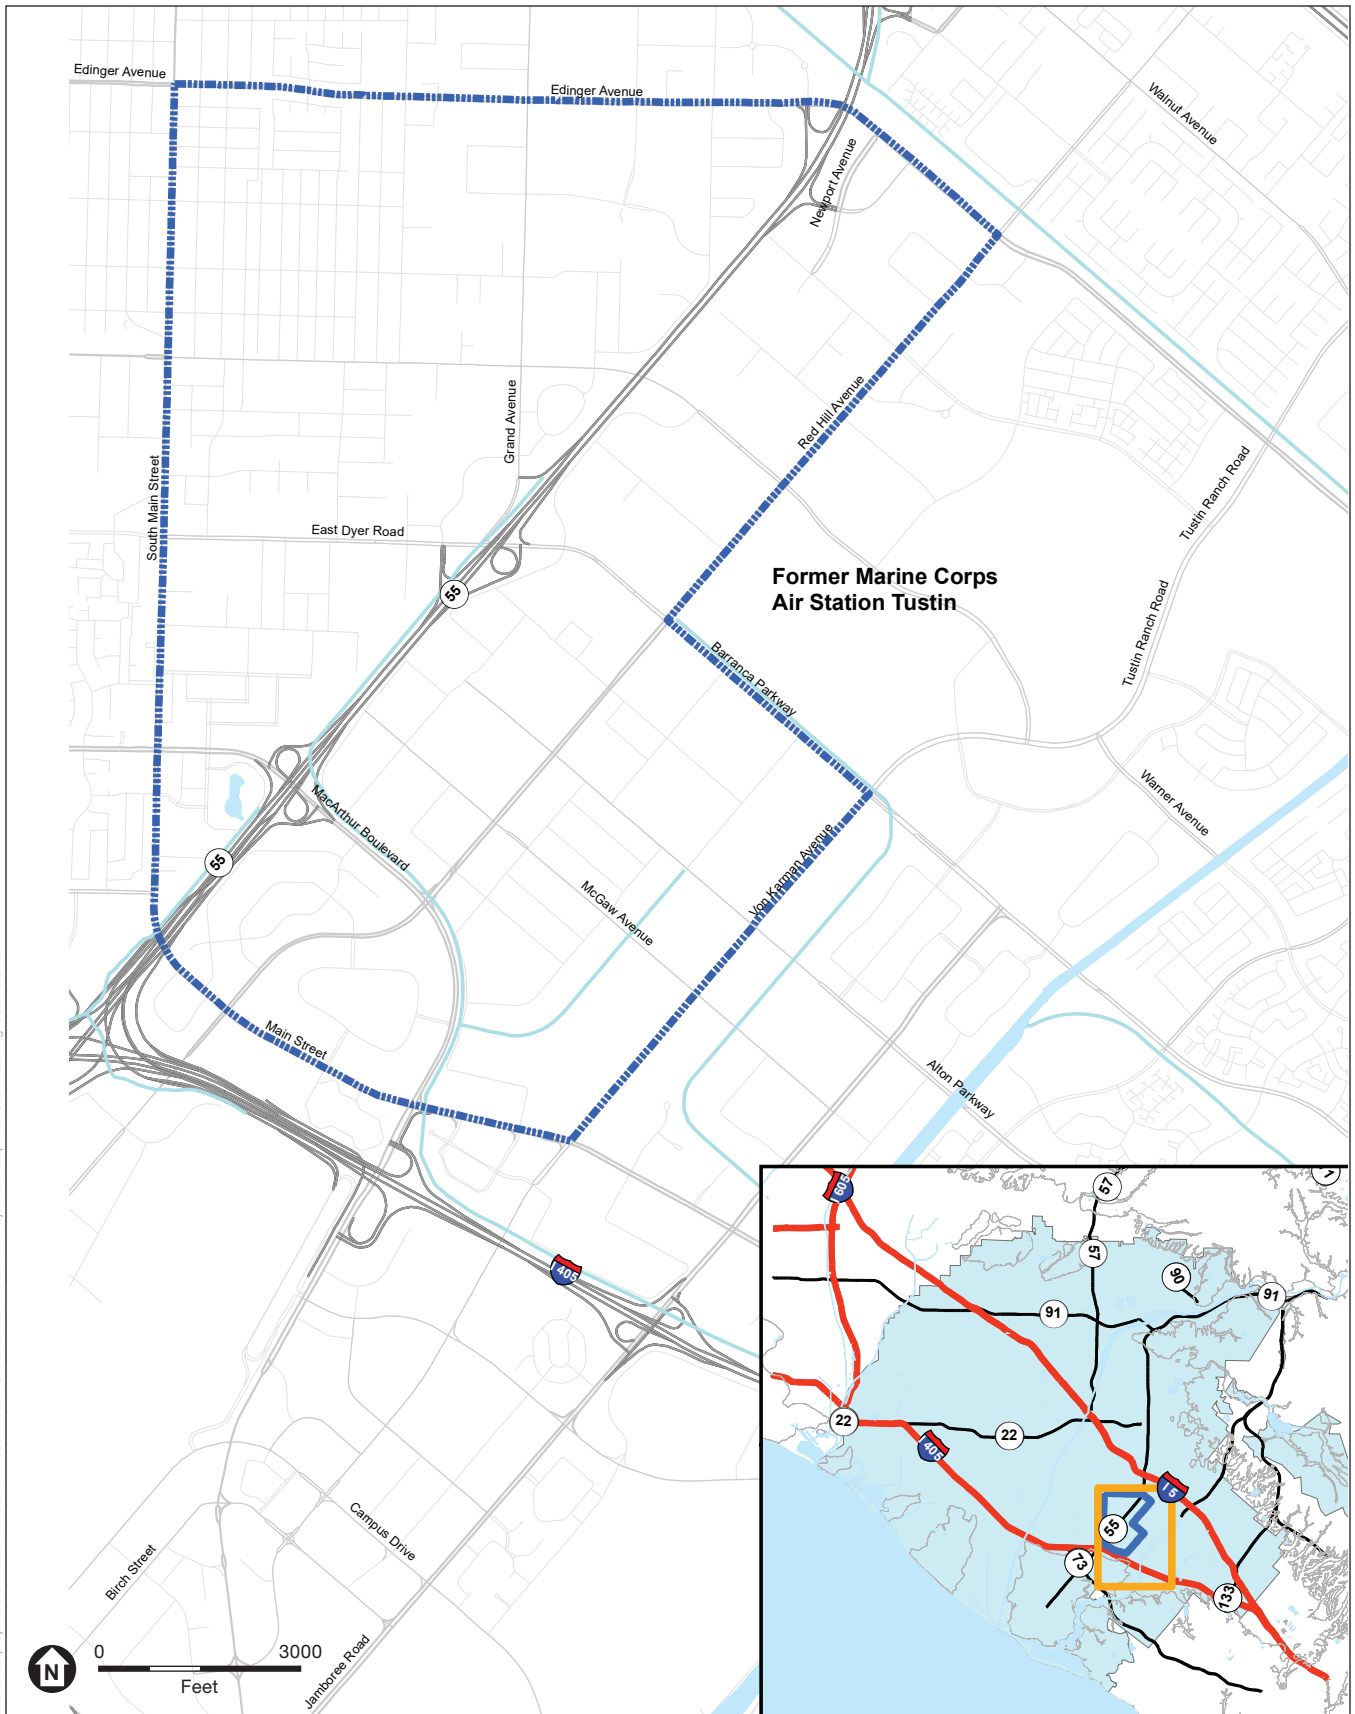 Edinger Avenue
Edinger Avenue
Walnut Avenue
Newport Avenue
Red Hill Avenue
Grand Avenue
South Main Street
East Dyer Road
Tustin Ranch Road
55
Former Marine Corps
Air Station Tustin
Tustin Ranch Road
Barranca Parkway
Warner Avenue
MacArthur Boulevard
55
Von Karman Avenue
McGaw Avenue
Main Street
Alton Parkway
I 405
Campus Drive
Birch Street
Jamboree Road
N
0 3000
Feet
I 605
57
57
90
91
91
22
22
I 405
I 5
55
73
133